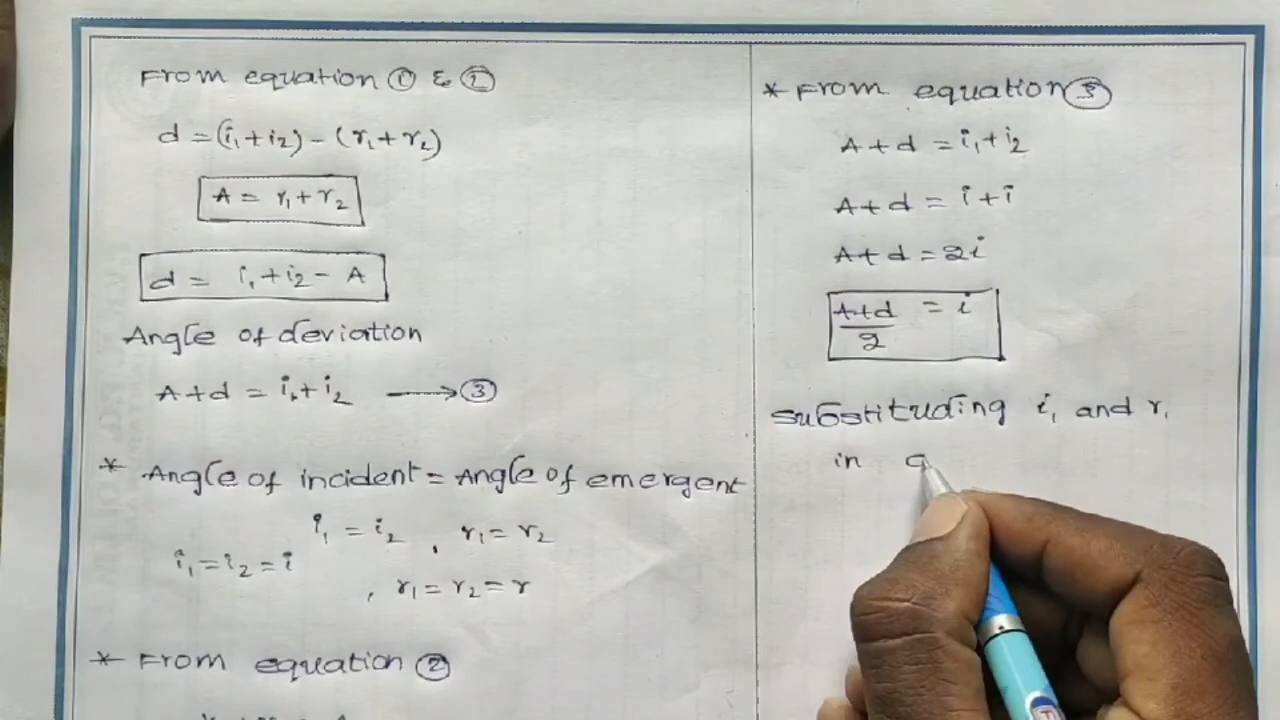 From equation ① & ②
d = (i₁ + i₂) - (r₁ + r₂)
A = r₁ + r₂
d = i₁ + i₂ - A
Angle of deviation
A + d = i₁ + i₂ ⟶ ③
* Angle of incident = Angle of emergent
i₁ = i₂ , r₁ = r₂
i₁ = i₂ = i , r₁ = r₂ = r
* From equation ②
* From equation ③
A + d = i₁ + i₂
A + d = i + i
A + d = 2i
A+d/2 = i
substituding i₁ and r₁
in